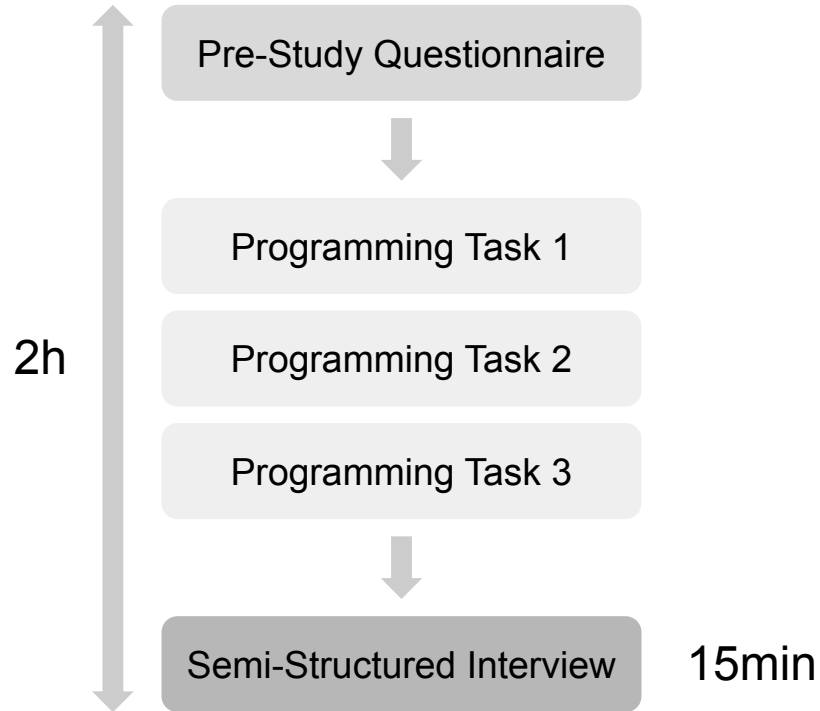 Pre-Study Questionnaire
Programming Task 1
2h
Programming Task 2
Programming Task 3
Semi-Structured Interview
15min